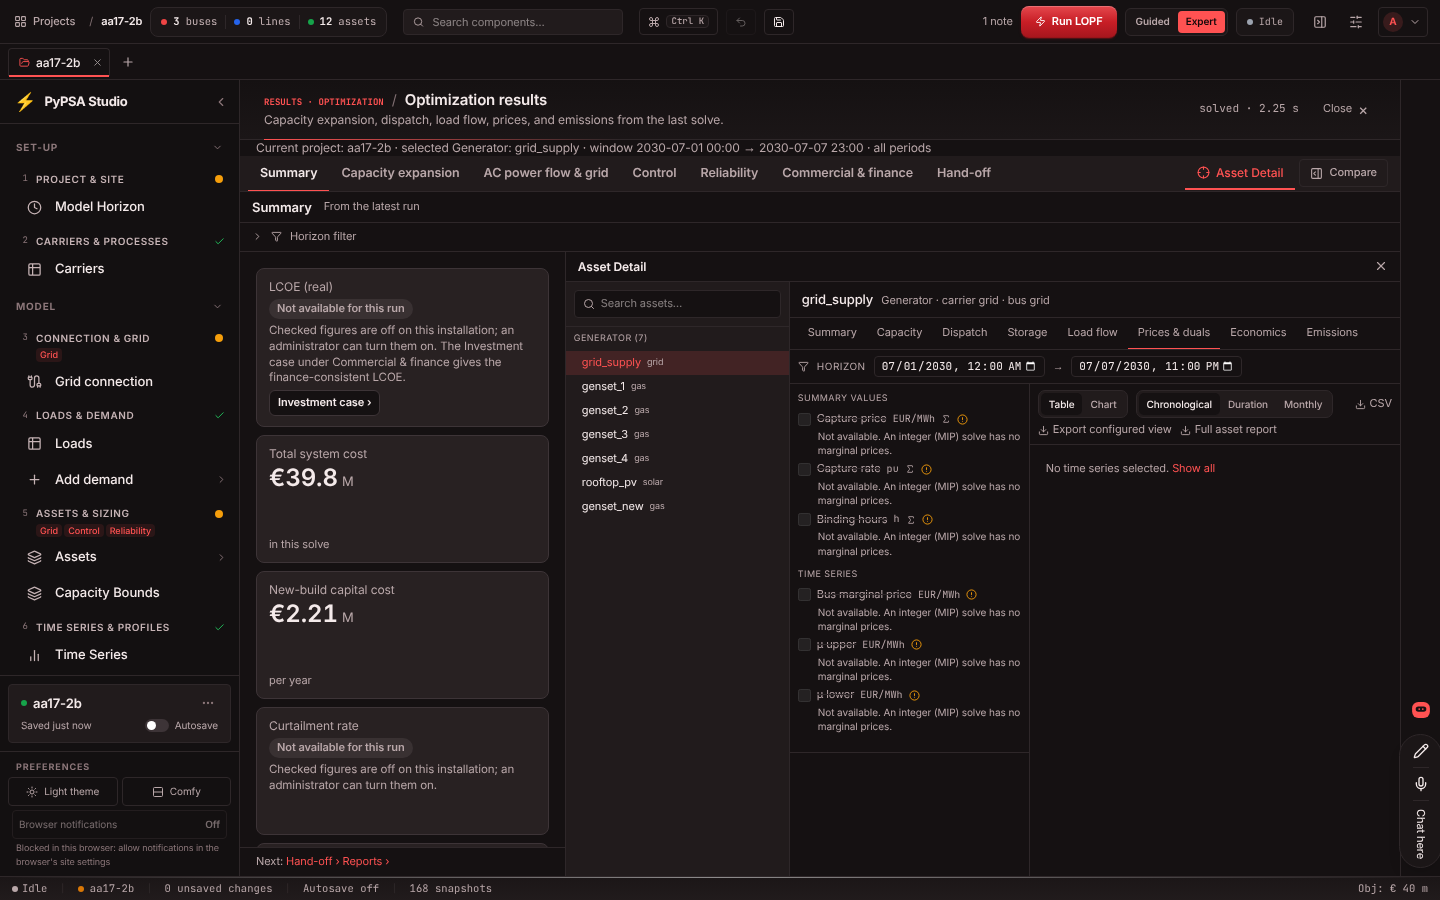 Projects / aa17-2b 3 buses 0 lines 12 assets Search components... Ctrl K 1 note Run LOPF Guided Expert Idle A
aa17-2b
PyPSA Studio
SET-UP
1 PROJECT & SITE
Model Horizon
2 CARRIERS & PROCESSES
Carriers
MODEL
3 CONNECTION & GRID
Grid
Grid connection
4 LOADS & DEMAND
Loads
Add demand
5 ASSETS & SIZING
Grid Control Reliability
Assets
Capacity Bounds
6 TIME SERIES & PROFILES
Time Series
aa17-2b
Saved just now Autosave
PREFERENCES
Light theme Comfy
Browser notifications Off
Blocked in this browser: allow notifications in the
browser's site settings
RESULTS · OPTIMIZATION / Optimization results
Capacity expansion, dispatch, load flow, prices, and emissions from the last solve.
solved · 2.25 s Close
Current project: aa17-2b · selected Generator: grid_supply · window 2030-07-01 00:00 → 2030-07-07 23:00 · all periods
Summary Capacity expansion AC power flow & grid Control Reliability Commercial & finance Hand-off Asset Detail Compare
Summary From the latest run
Horizon filter
LCOE (real)
Not available for this run
Checked figures are off on this installation; an
administrator can turn them on. The Investment
case under Commercial & finance gives the
finance-consistent LCOE.
Investment case ›
Total system cost
€39.8 M
in this solve
New-build capital cost
€2.21 M
per year
Curtailment rate
Not available for this run
Checked figures are off on this installation; an
administrator can turn them on.
Next: Hand-off › Reports ›
Asset Detail
Search assets...
GENERATOR (7)
grid_supply grid
genset_1 gas
genset_2 gas
genset_3 gas
genset_4 gas
rooftop_pv solar
genset_new gas
grid_supply Generator · carrier grid · bus grid
Summary Capacity Dispatch Storage Load flow Prices & duals Economics Emissions
HORIZON 07/01/2030, 12:00 AM → 07/07/2030, 11:00 PM
SUMMARY VALUES
Capture price EUR/MWh Σ
Not available. An integer (MIP) solve has no
marginal prices.
Capture rate pu Σ
Not available. An integer (MIP) solve has no
marginal prices.
Binding hours h Σ
Not available. An integer (MIP) solve has no
marginal prices.
TIME SERIES
Bus marginal price EUR/MWh
Not available. An integer (MIP) solve has no
marginal prices.
μ upper EUR/MWh
Not available. An integer (MIP) solve has no
marginal prices.
μ lower EUR/MWh
Not available. An integer (MIP) solve has no
marginal prices.
Table Chart Chronological Duration Monthly CSV
Export configured view Full asset report
No time series selected. Show all
Chat here
Idle aa17-2b 0 unsaved changes Autosave off 168 snapshots Obj: € 40 m